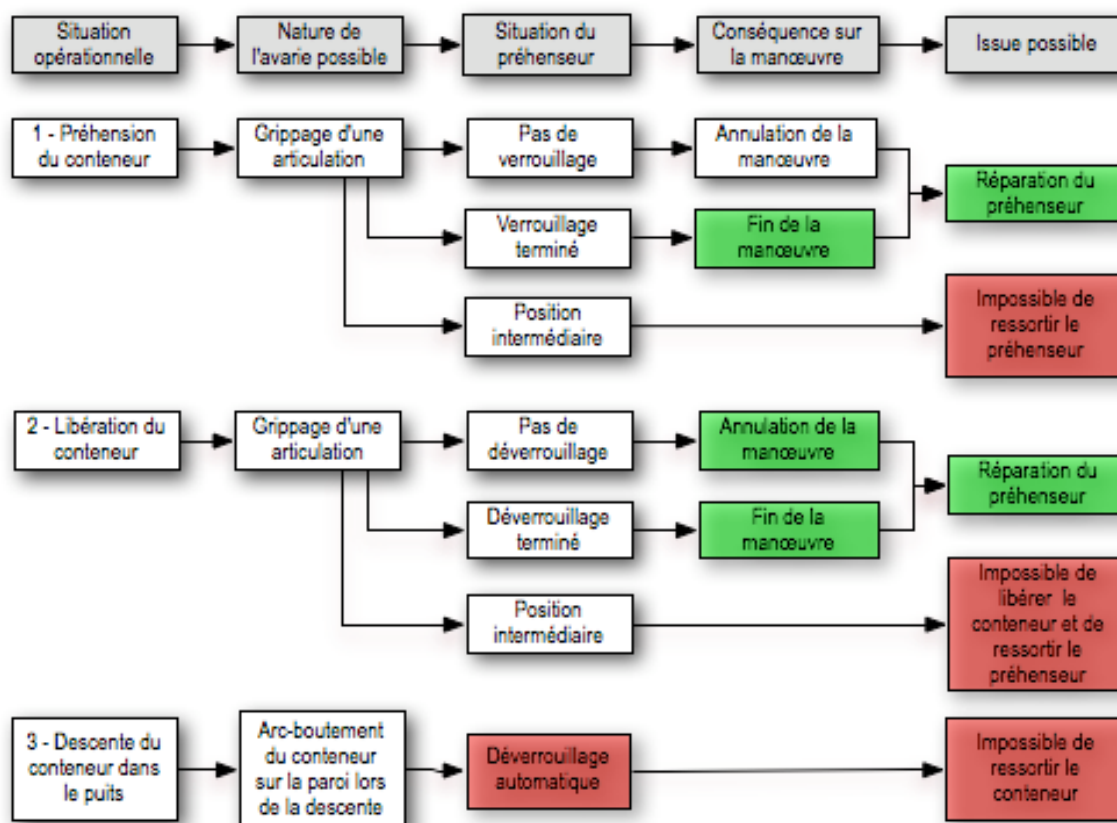 Situation
opérationnelle
Nature de
l'avarie possible
Situation du
préhenseur
Conséquence sur
la manœuvre
Issue possible
1 - Préhension
du conteneur
Grippage d'une
articulation
Pas de
verrouillage
Annulation de la
manœuvre
Réparation du
préhenseur
Verrouillage
terminé
Fin de la
manœuvre
Position
intermédiaire
Impossible de
ressortir le
préhenseur
2 - Libération du
conteneur
Grippage d'une
articulation
Pas de
déverrouillage
Annulation de la
manœuvre
Réparation du
préhenseur
Déverrouillage
terminé
Fin de la
manœuvre
Position
intermédiaire
Impossible de
libérer le
conteneur et de
ressortir le
préhenseur
3 - Descente du
conteneur dans
le puits
Arc-boutement
du conteneur
sur la paroi lors
de la descente
Déverrouillage
automatique
Impossible de
ressortir le
conteneur